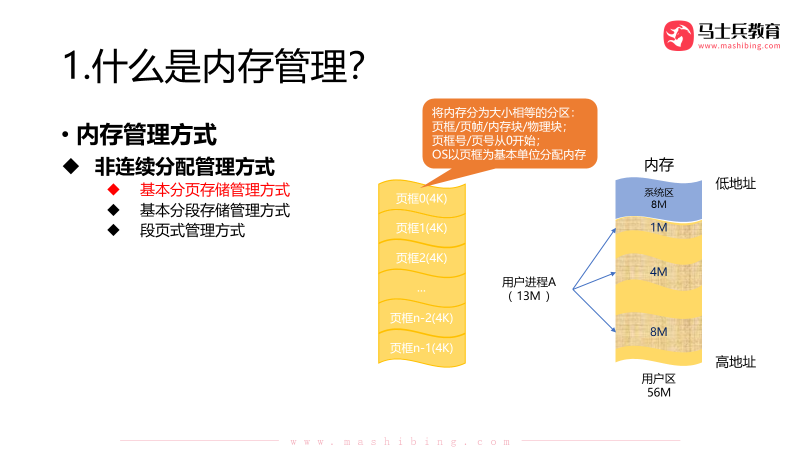 马士兵教育
www.mashibing.com
1.什么是内存管理？
• 内存管理方式
◆ 非连续分配管理方式
◆ 基本分页存储管理方式
◆ 基本分段存储管理方式
◆ 段页式管理方式
将内存分为大小相等的分区：
页框/页帧/内存块/物理块；
页框号/页号从0开始；
OS以页框为基本单位分配内存
页框0(4K)
页框1(4K)
页框2(4K)
...
页框n-2(4K)
页框n-1(4K)
用户进程A
（ 13M ）
内存
低地址
系统区
8M
1M
4M
8M
高地址
用户区
56M
www.mashibing.com